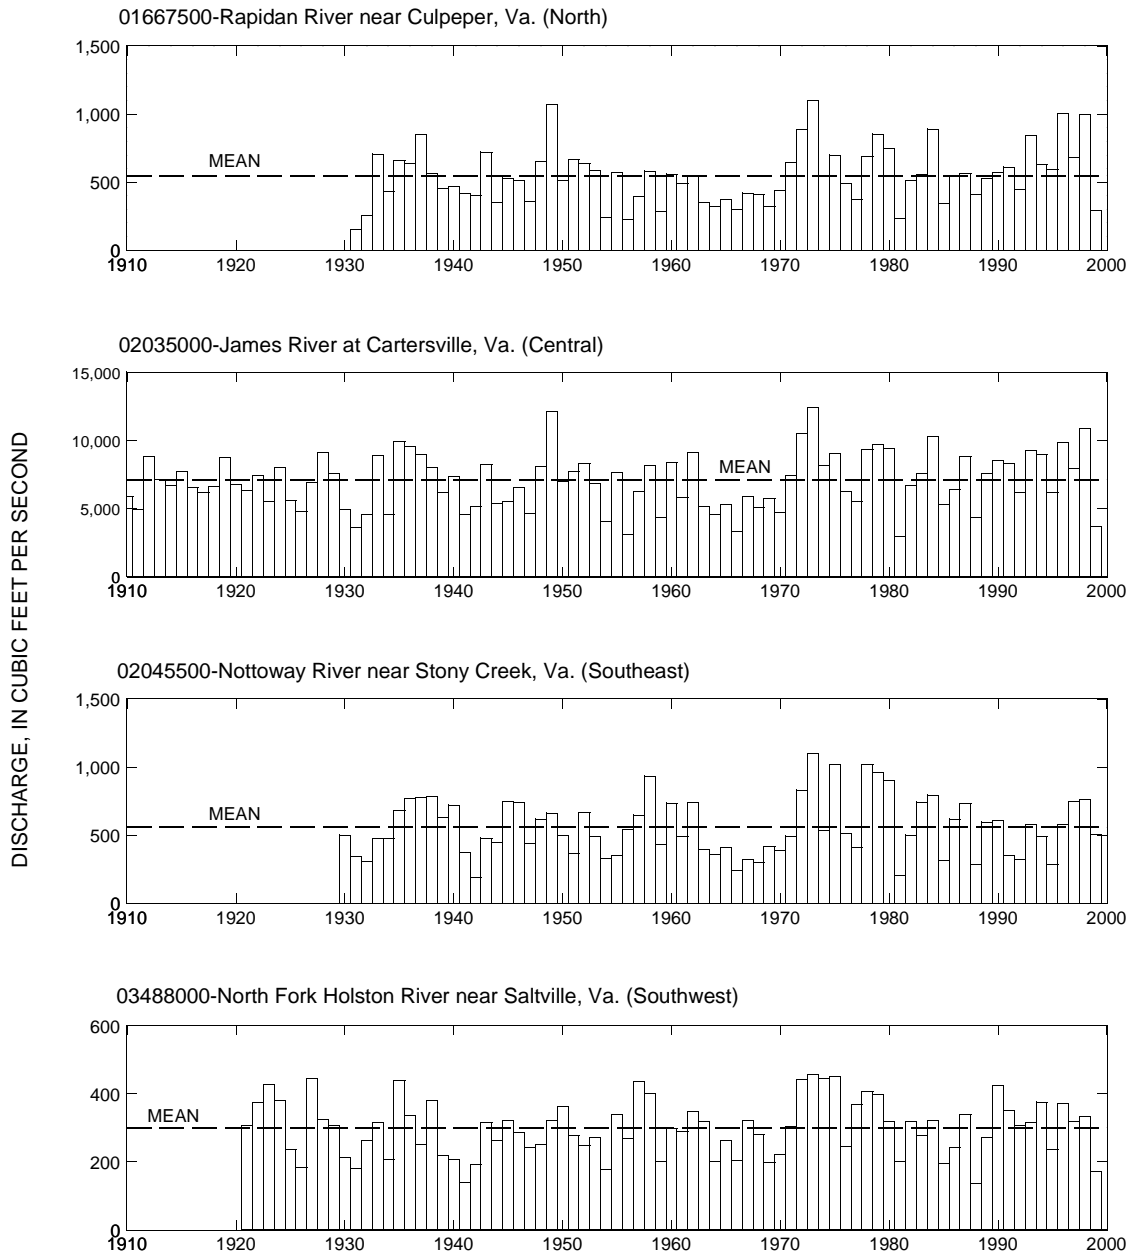 01667500-Rapidan River near Culpeper, Va. (North)
1,500
1,000
500
0
MEAN
1910 1920 1930 1940 1950 1960 1970 1980 1990 2000
02035000-James River at Cartersville, Va. (Central)
15,000
10,000
5,000
0
MEAN
1910 1920 1930 1940 1950 1960 1970 1980 1990 2000
DISCHARGE, IN CUBIC FEET PER SECOND
02045500-Nottoway River near Stony Creek, Va. (Southeast)
1,500
1,000
500
0
MEAN
1910 1920 1930 1940 1950 1960 1970 1980 1990 2000
03488000-North Fork Holston River near Saltville, Va. (Southwest)
600
400
200
0
MEAN
1910 1920 1930 1940 1950 1960 1970 1980 1990 2000